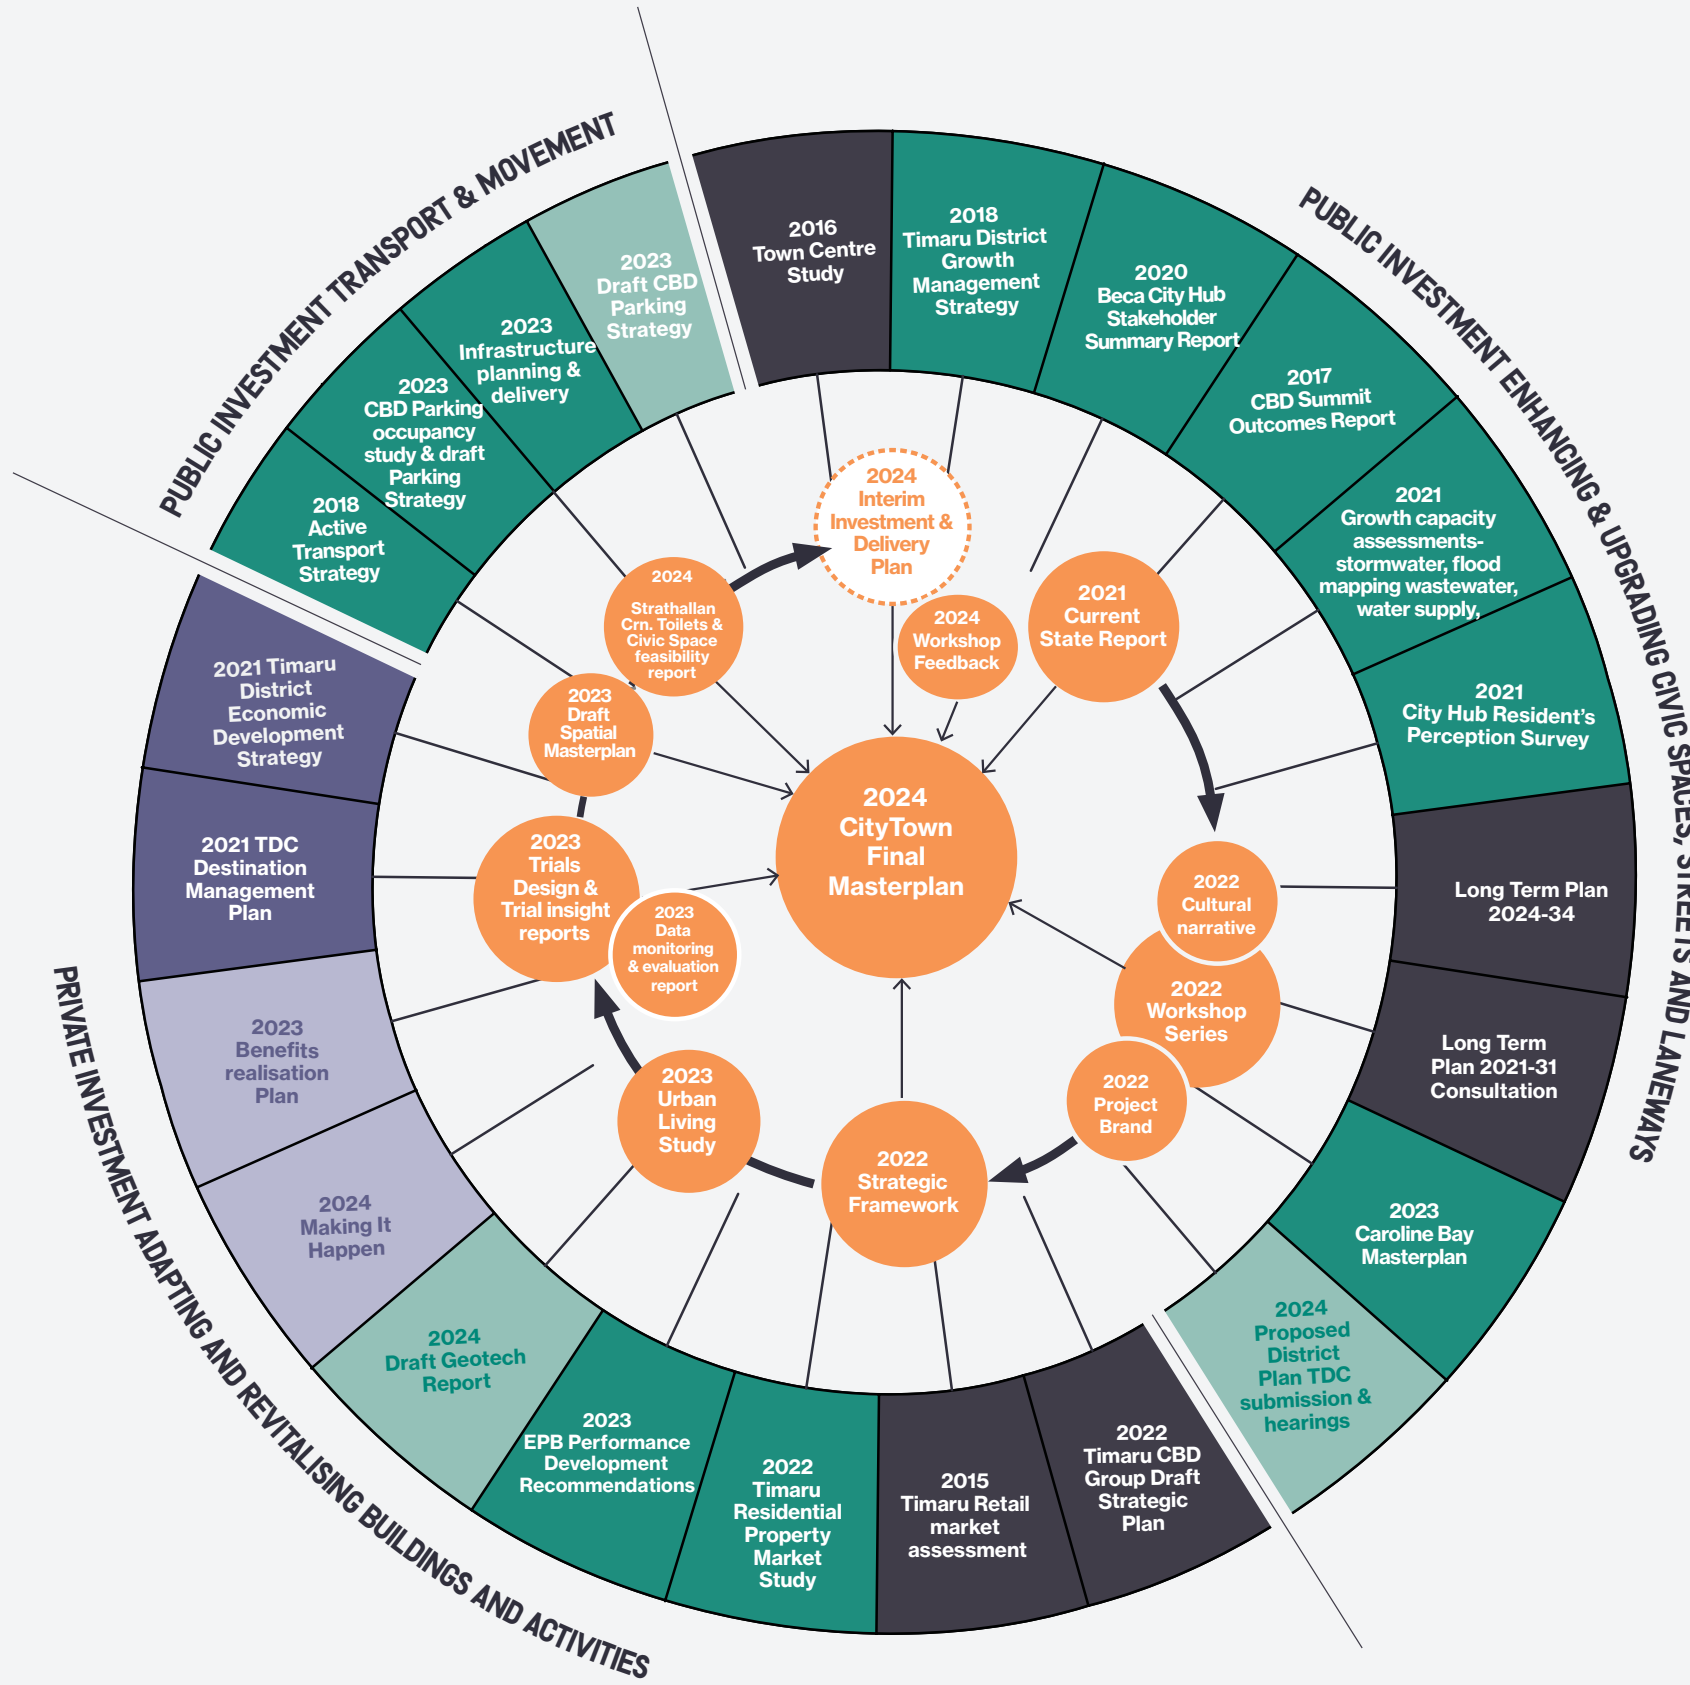 PUBLIC INVESTMENT TRANSPORT & MOVEMENT
2018
Active
Transport
Strategy
2023
CBD Parking
occupancy
study & draft
Parking
Strategy
2023
Infrastructure
planning &
delivery
2023
Draft CBD
Parking
Strategy
PUBLIC INVESTMENT ENHANCING & UPGRADING CIVIC SPACES, STREETS AND LANEWAYS
2016
Town Centre
Study
2018
Timaru District
Growth
Management
Strategy
2020
Beca City Hub
Stakeholder
Summary Report
2017
CBD Summit
Outcomes Report
2021
Growth capacity
assessments-
stormwater, flood
mapping wastewater,
water supply,
2021
City Hub Resident’s
Perception Survey
Long Term Plan
2024-34
Long Term
Plan 2021-31
Consultation
2023
Caroline Bay
Masterplan
2024
Proposed
District
Plan TDC
submission &
hearings
PRIVATE INVESTMENT ADAPTING AND REVITALISING BUILDINGS AND ACTIVITIES
2022
Timaru CBD
Group Draft
Strategic
Plan
2015
Timaru Retail
market
assessment
2022
Timaru
Residential
Property
Market
Study
2023
EPB Performance
Development
Recommendations
2024
Draft Geotech
Report
2024
Making It
Happen
2023
Benefits
realisation
Plan
2021 TDC
Destination
Management
Plan
2021 Timaru
District
Economic
Development
Strategy
2024
Interim
Investment &
Delivery
Plan
2024
Workshop
Feedback
2021
Current
State Report
2022
Cultural
narrative
2022
Workshop
Series
2022
Project
Brand
2022
Strategic
Framework
2023
Urban
Living
Study
2023
Data
monitoring
& evaluation
report
2023
Trials
Design &
Trial insight
reports
2023
Draft
Spatial
Masterplan
2024
Strathallan
Crn. Toilets &
Civic Space
feasibility
report
2024
CityTown
Final
Masterplan